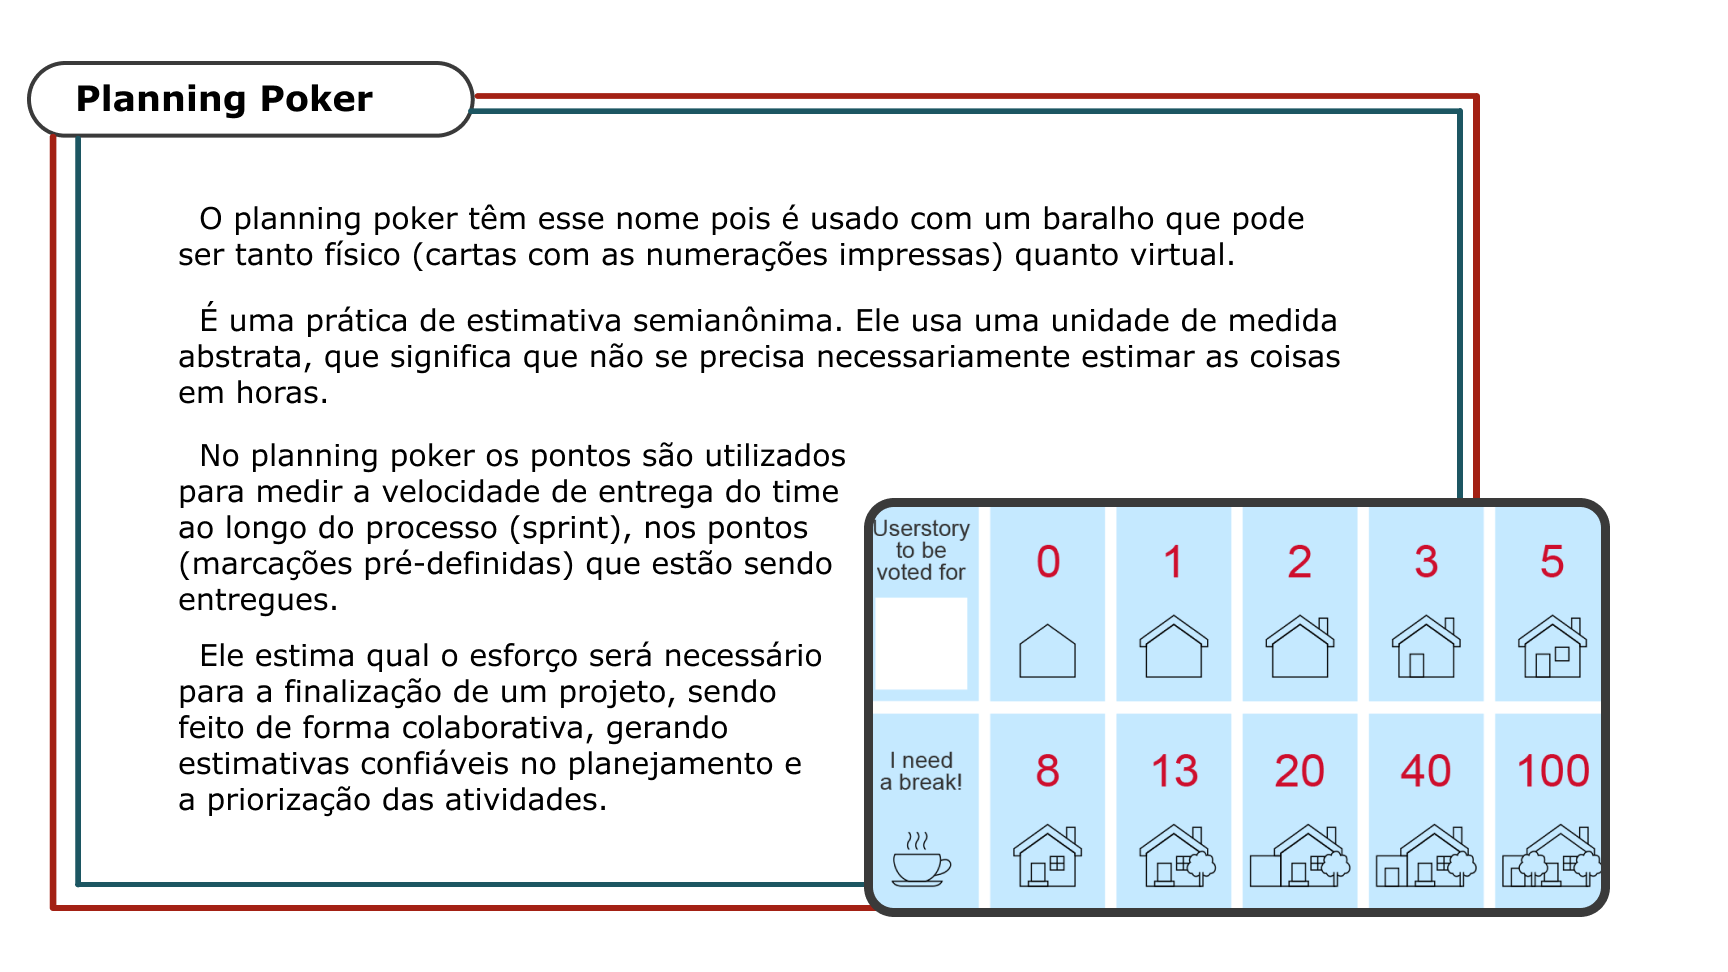 Planning Poker
O planning poker têm esse nome pois é usado com um baralho que pode
ser tanto físico (cartas com as numerações impressas) quanto virtual.
É uma prática de estimativa semianônima. Ele usa uma unidade de medida
abstrata, que significa que não se precisa necessariamente estimar as coisas
em horas.
No planning poker os pontos são utilizados
para medir a velocidade de entrega do time
ao longo do processo (sprint), nos pontos
(marcações pré-definidas) que estão sendo
entregues.
Ele estima qual o esforço será necessário
para a finalização de um projeto, sendo
feito de forma colaborativa, gerando
estimativas confiáveis no planejamento e
a priorização das atividades.
Userstory
to be
voted for
0 1 2 3 5
I need
a break!
8 13 20 40 100